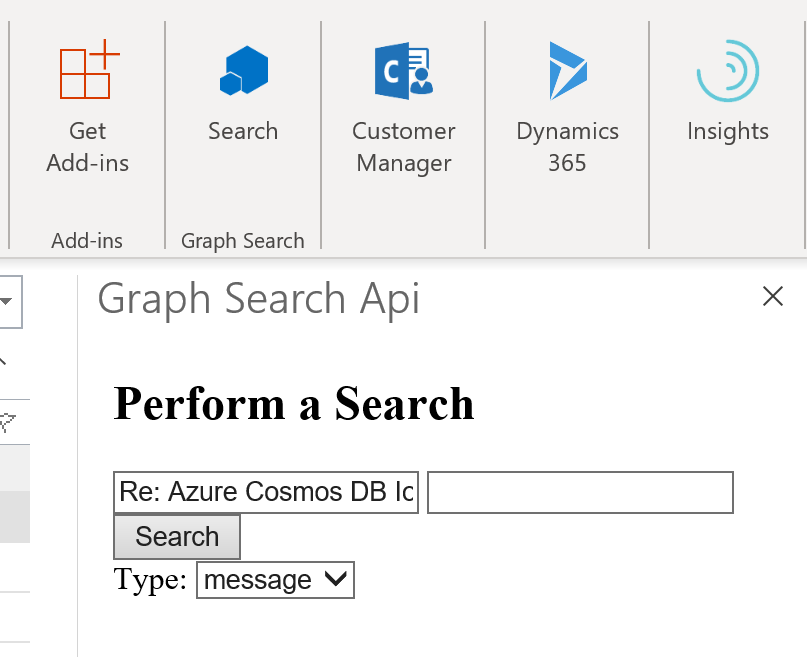 Get
Add-ins
Search
Customer
Manager
Dynamics
365
Insights
Add-ins
Graph Search
Graph Search Api
Perform a Search
Re: Azure Cosmos DB
Search
Type: message